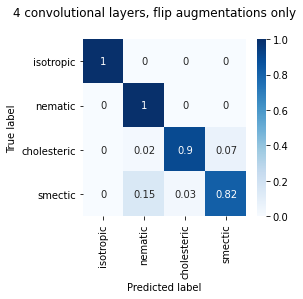 4 convolutional layers, flip augmentations only
True label
isotropic 1 0 0 0
nematic 0 1 0 0
cholesteric 0 0.02 0.9 0.07
smectic 0 0.15 0.03 0.82
isotropic
nematic
cholesteric
smectic
Predicted label
1.0
0.8
0.6
0.4
0.2
0.0